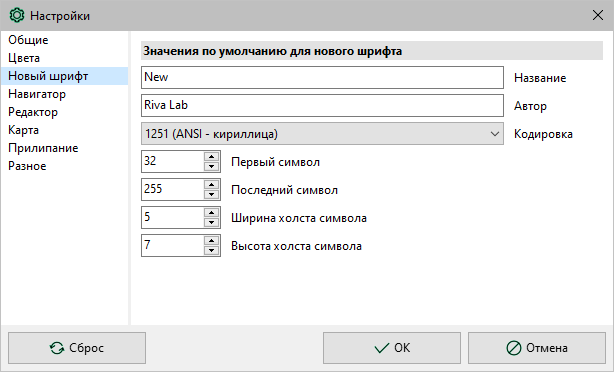 Настройки
Общие
Цвета
Новый шрифт
Навигатор
Редактор
Карта
Прилипание
Разное
Значения по умолчанию для нового шрифта
New Название
Riva Lab Автор
1251 (ANSI - кириллица) Кодировка
32 Первый символ
255 Последний символ
5 Ширина холста символа
7 Высота холста символа
Сброс OK Отмена